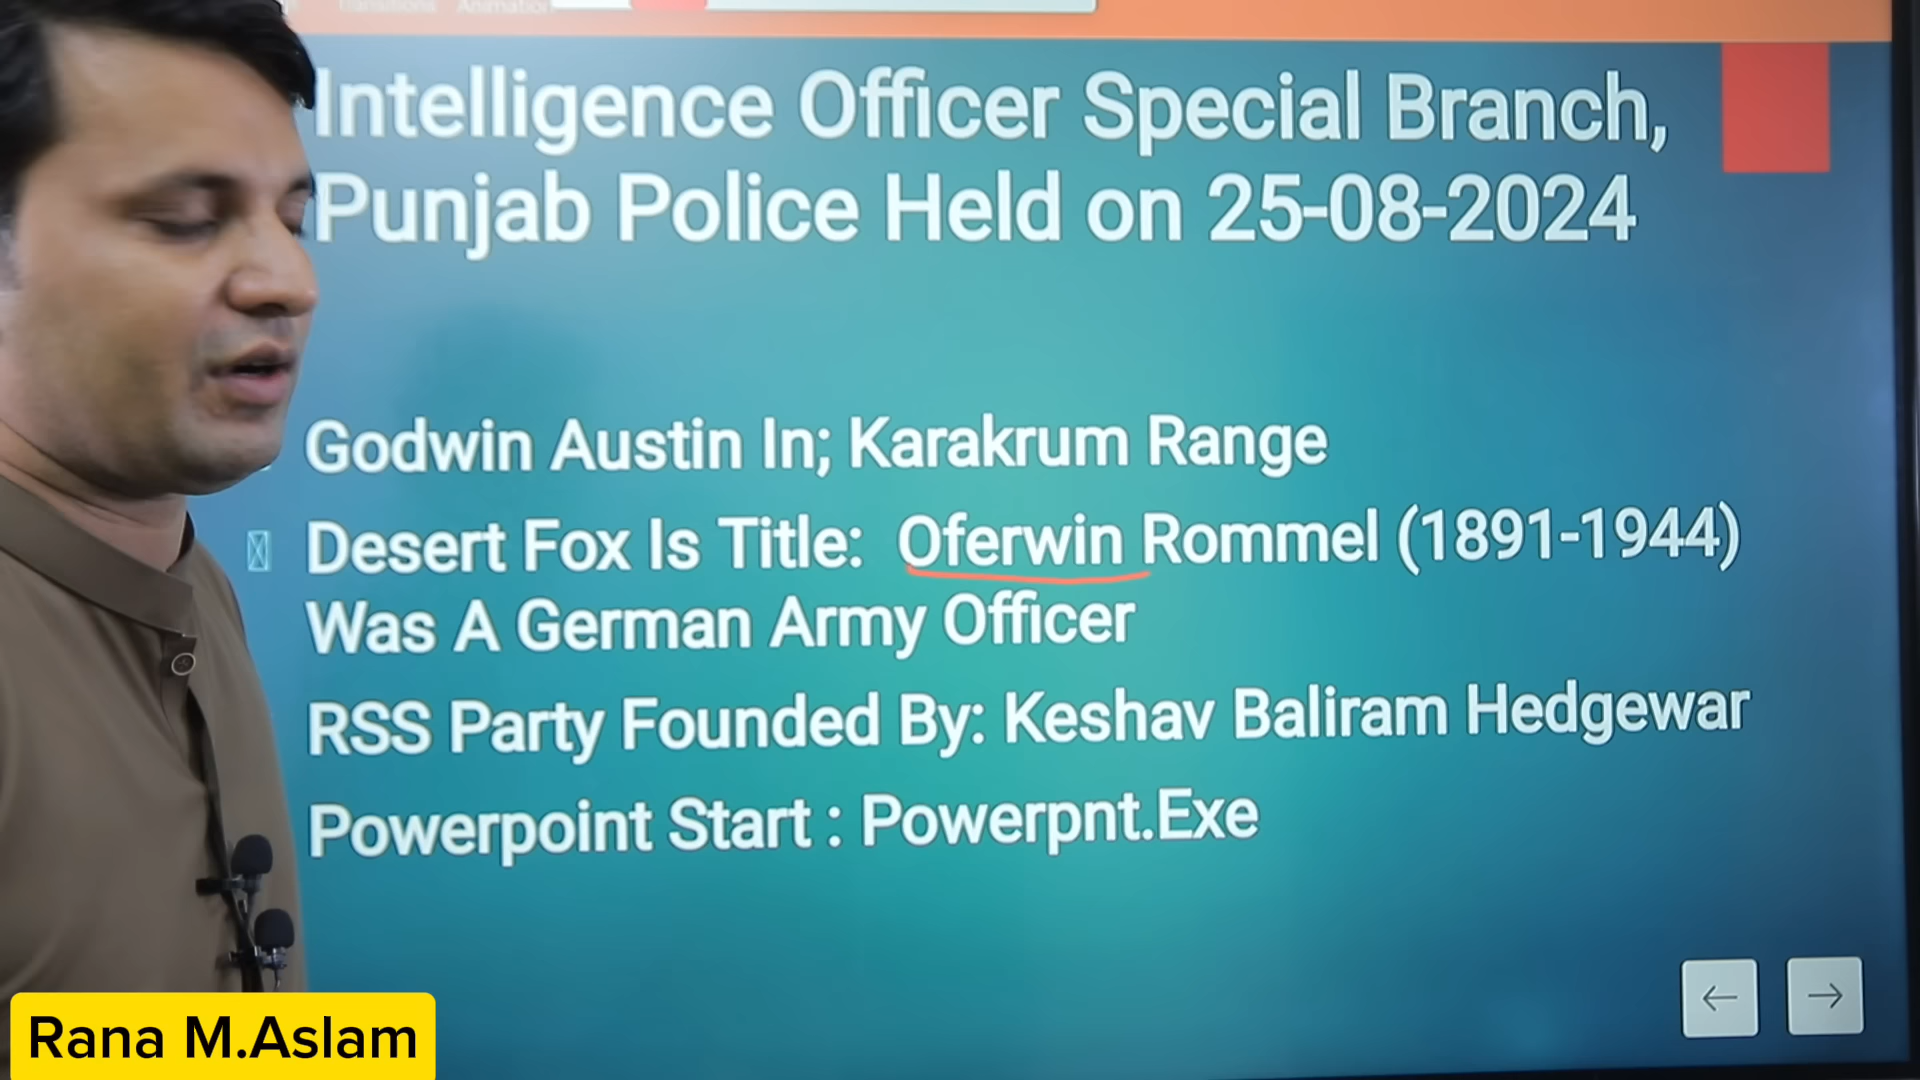 Transitions Animation
Intelligence Officer Special Branch,
Punjab Police Held on 25-08-2024
Godwin Austin In; Karakrum Range
Desert Fox Is Title: Oferwin Rommel (1891-1944)
Was A German Army Officer
RSS Party Founded By: Keshav Baliram Hedgewar
Powerpoint Start : Powerpnt.Exe
Rana M.Aslam